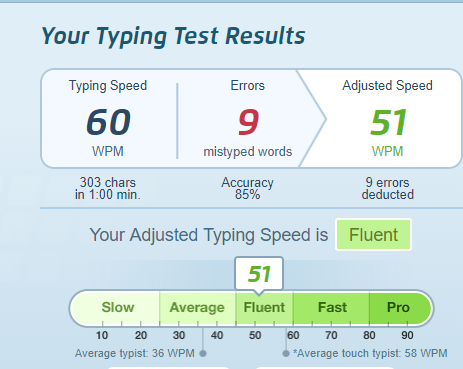 Your Typing Test Results
Typing Speed Errors Adjusted Speed
60 9 51
WPM mistyped words WPM
303 chars Accuracy 9 errors
in 1:00 min. 85% deducted
Your Adjusted Typing Speed is Fluent
51
Slow Average Fluent Fast Pro
10 20 30 40 50 60 70 80 90
Average typist: 36 WPM *Average touch typist: 58 WPM